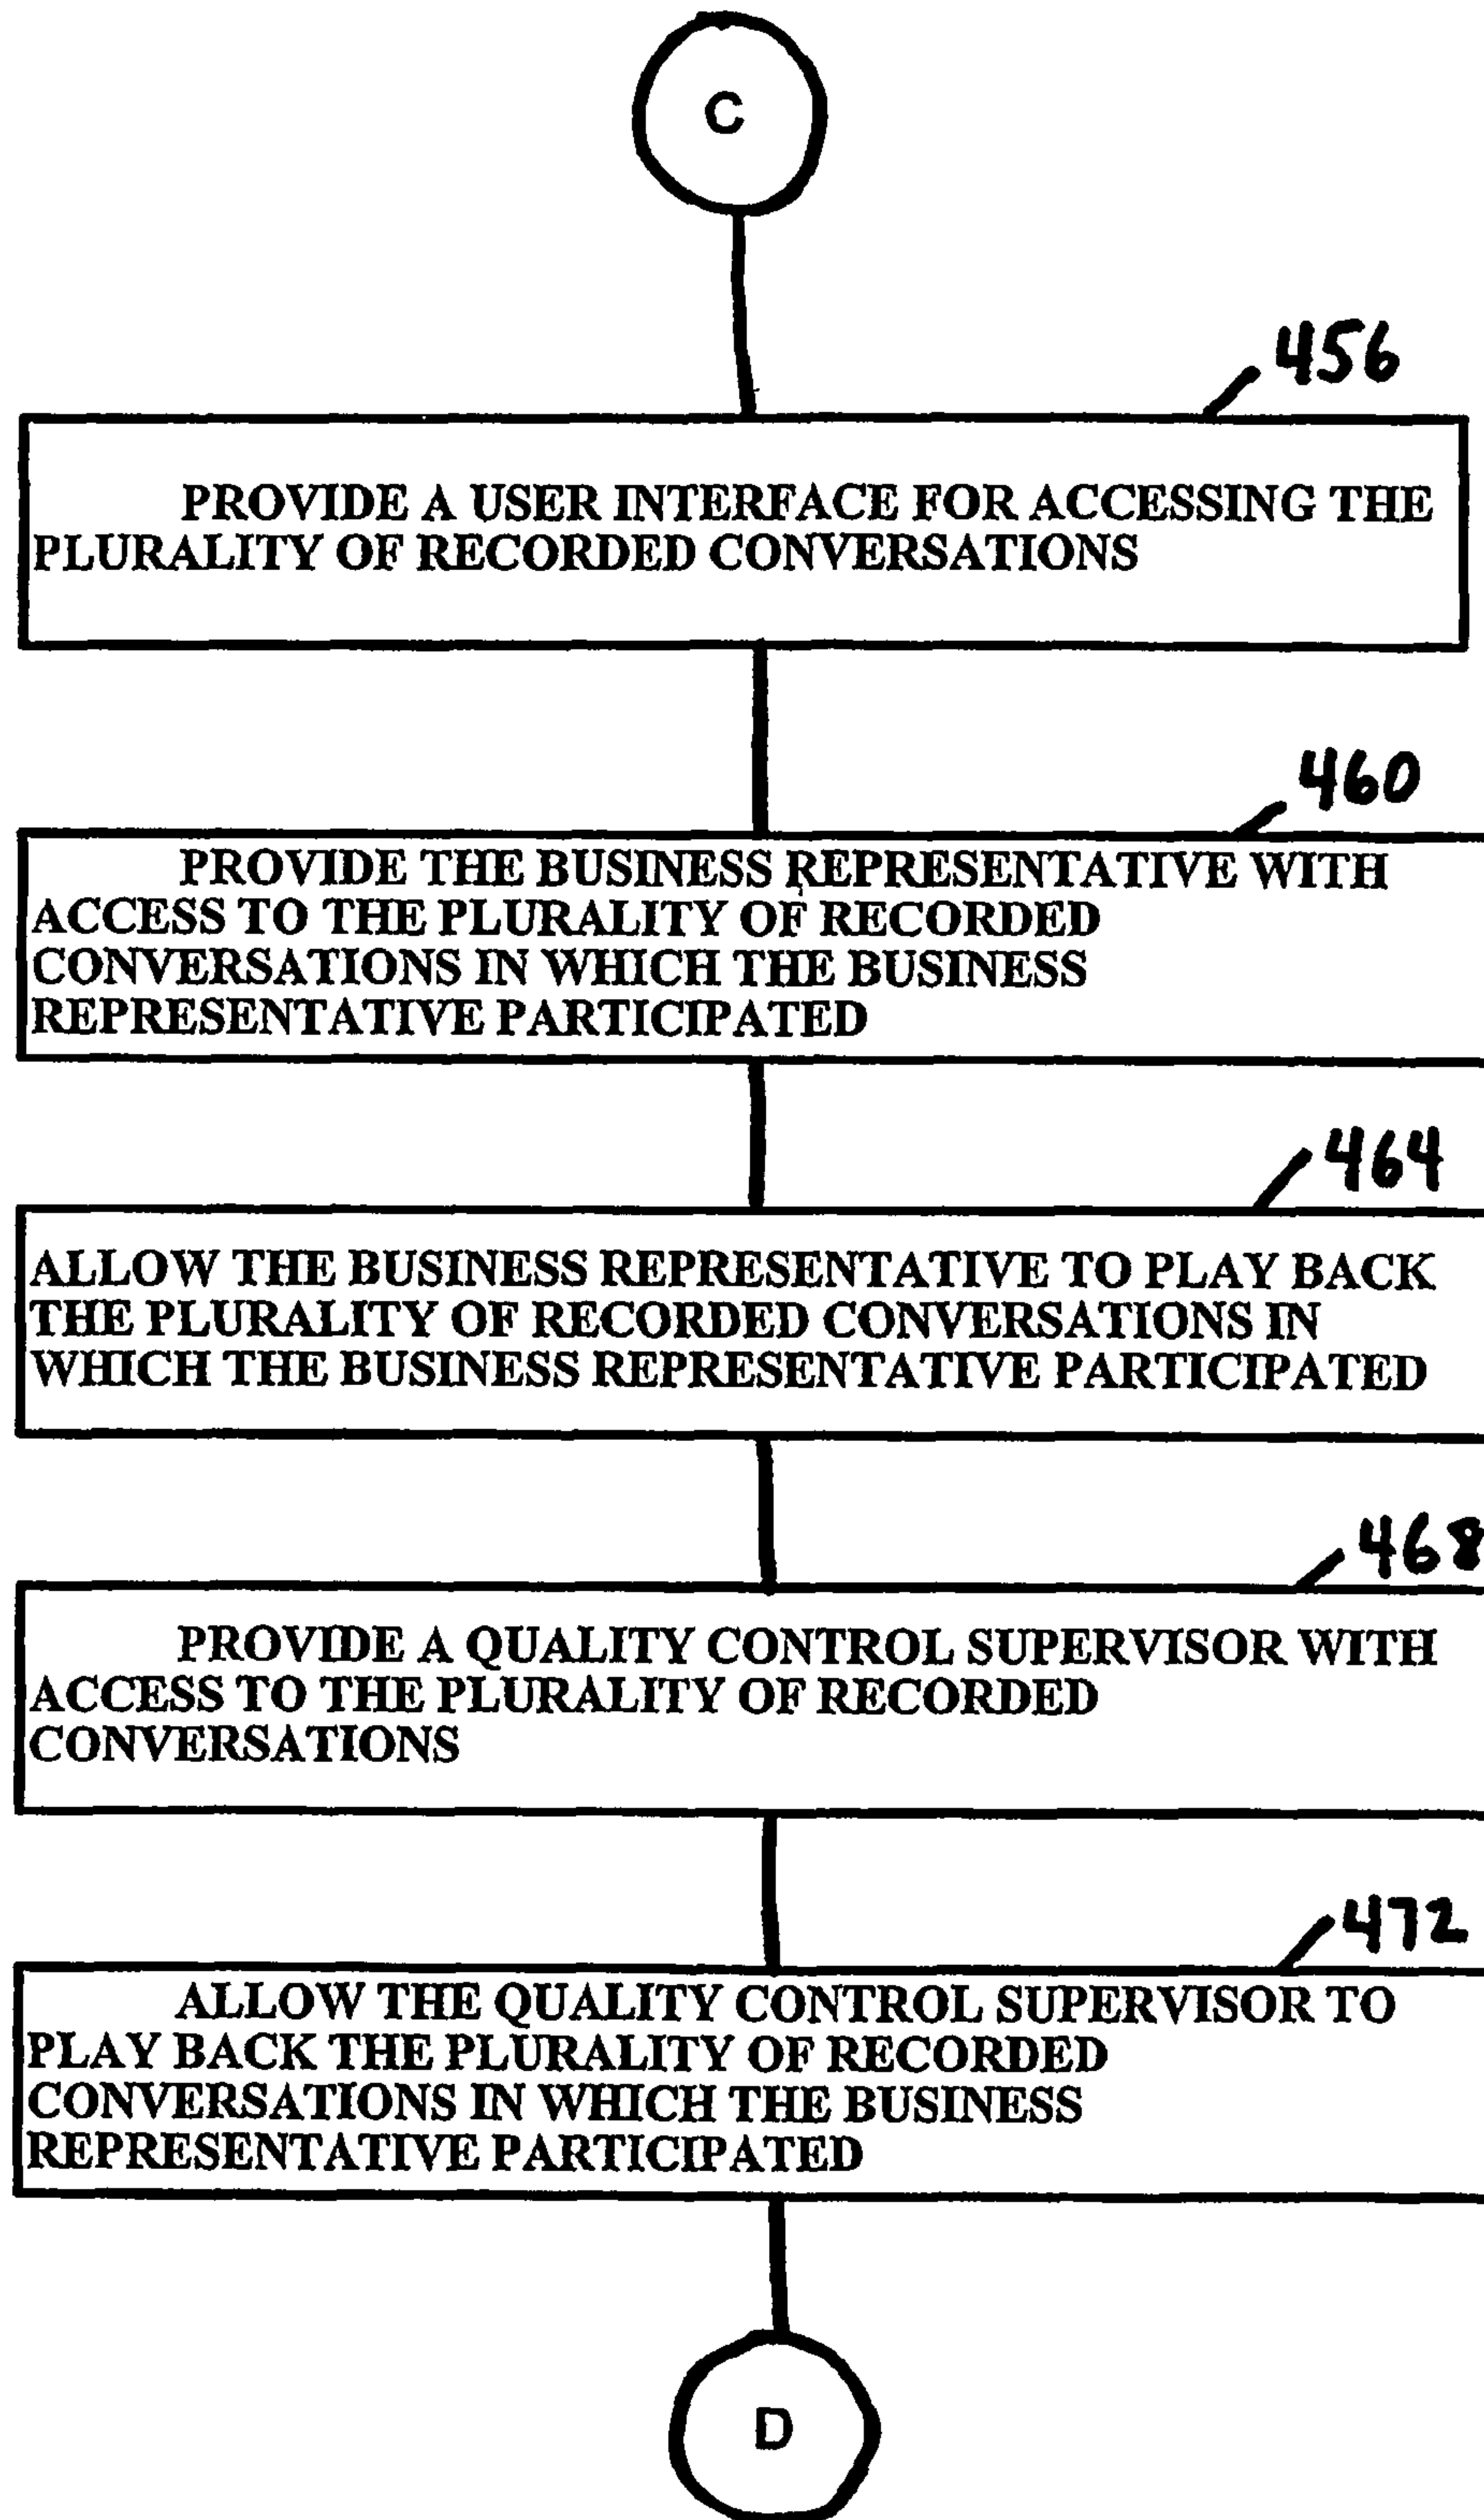 C
456
PROVIDE A USER INTERFACE FOR ACCESSING THE
PLURALITY OF RECORDED CONVERSATIONS
460
PROVIDE THE BUSINESS REPRESENTATIVE WITH
ACCESS TO THE PLURALITY OF RECORDED
CONVERSATIONS IN WHICH THE BUSINESS
REPRESENTATIVE PARTICIPATED
464
ALLOW THE BUSINESS REPRESENTATIVE TO PLAY BACK
THE PLURALITY OF RECORDED CONVERSATIONS IN
WHICH THE BUSINESS REPRESENTATIVE PARTICIPATED
468
PROVIDE A QUALITY CONTROL SUPERVISOR WITH
ACCESS TO THE PLURALITY OF RECORDED
CONVERSATIONS
472
ALLOW THE QUALITY CONTROL SUPERVISOR TO
PLAY BACK THE PLURALITY OF RECORDED
CONVERSATIONS IN WHICH THE BUSINESS
REPRESENTATIVE PARTICIPATED
D